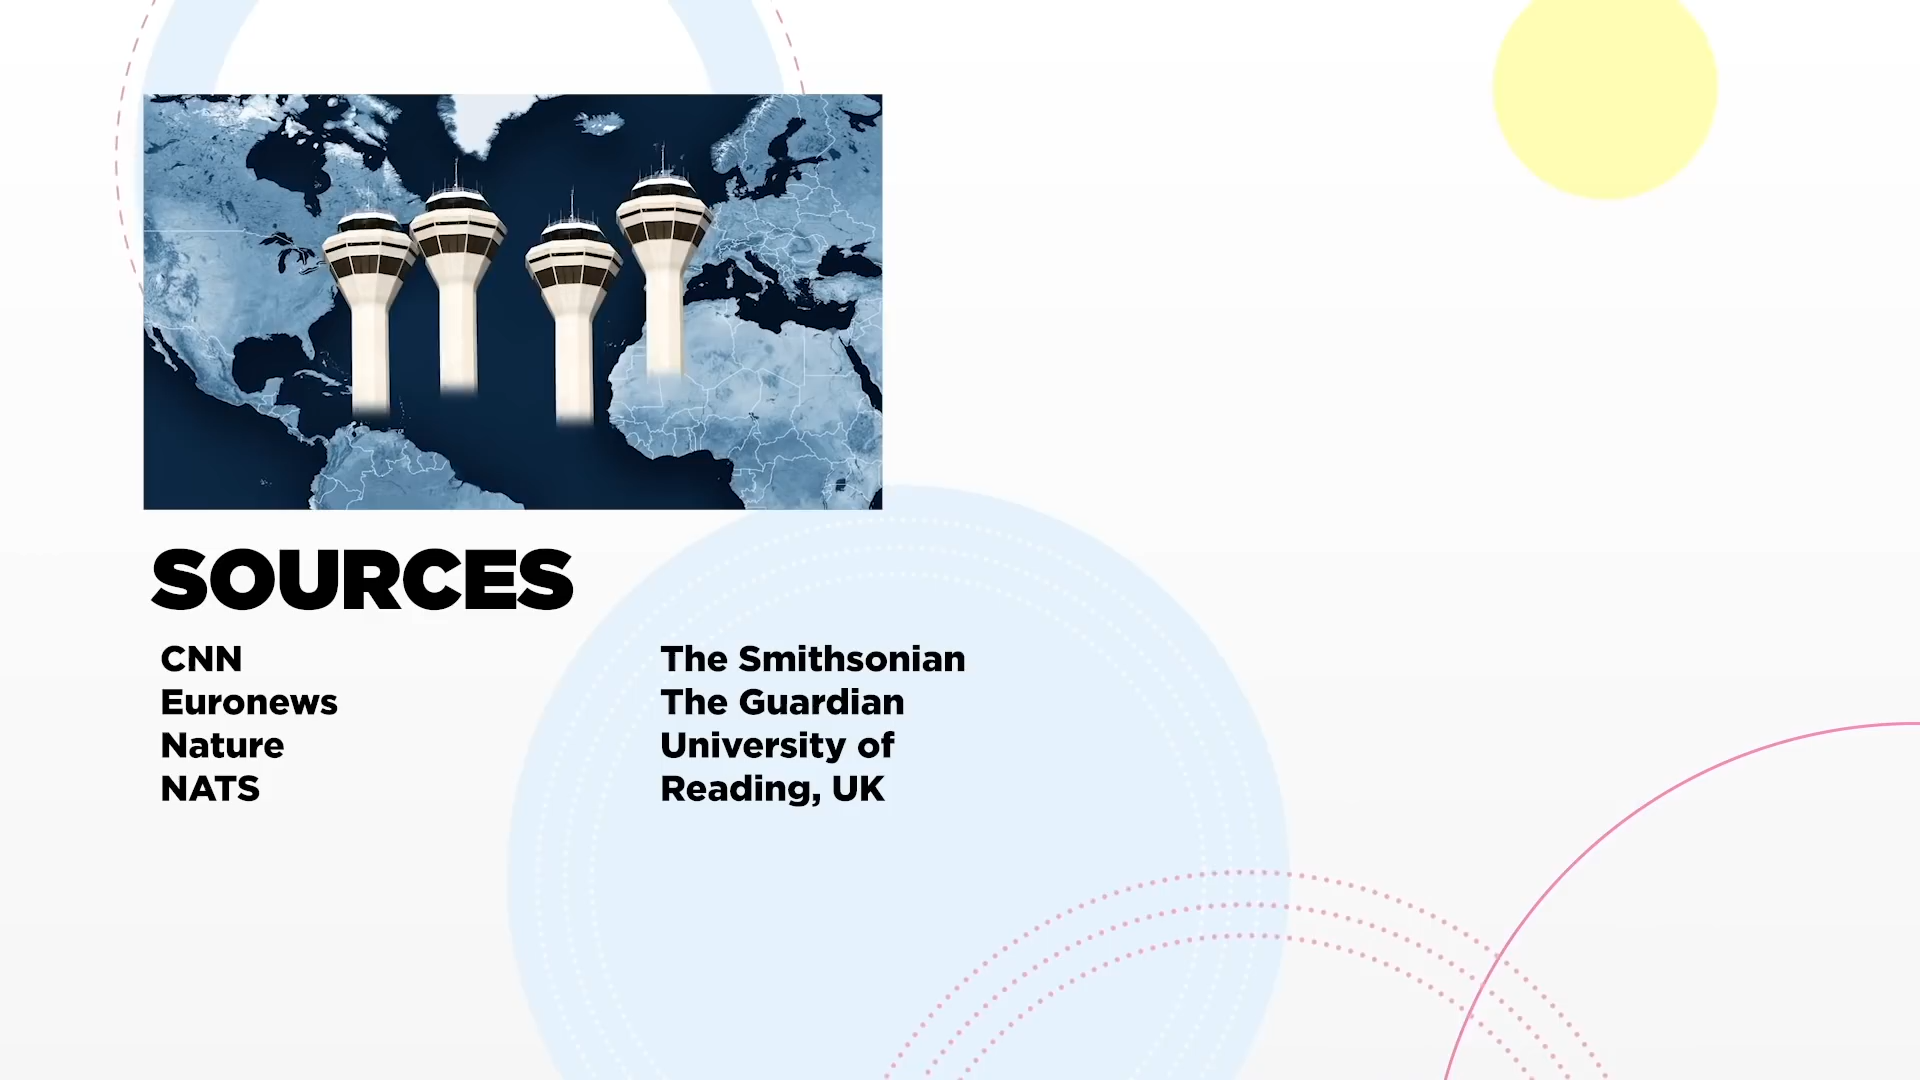 SOURCES
CNN
Euronews
Nature
NATS
The Smithsonian
The Guardian
University of
Reading, UK